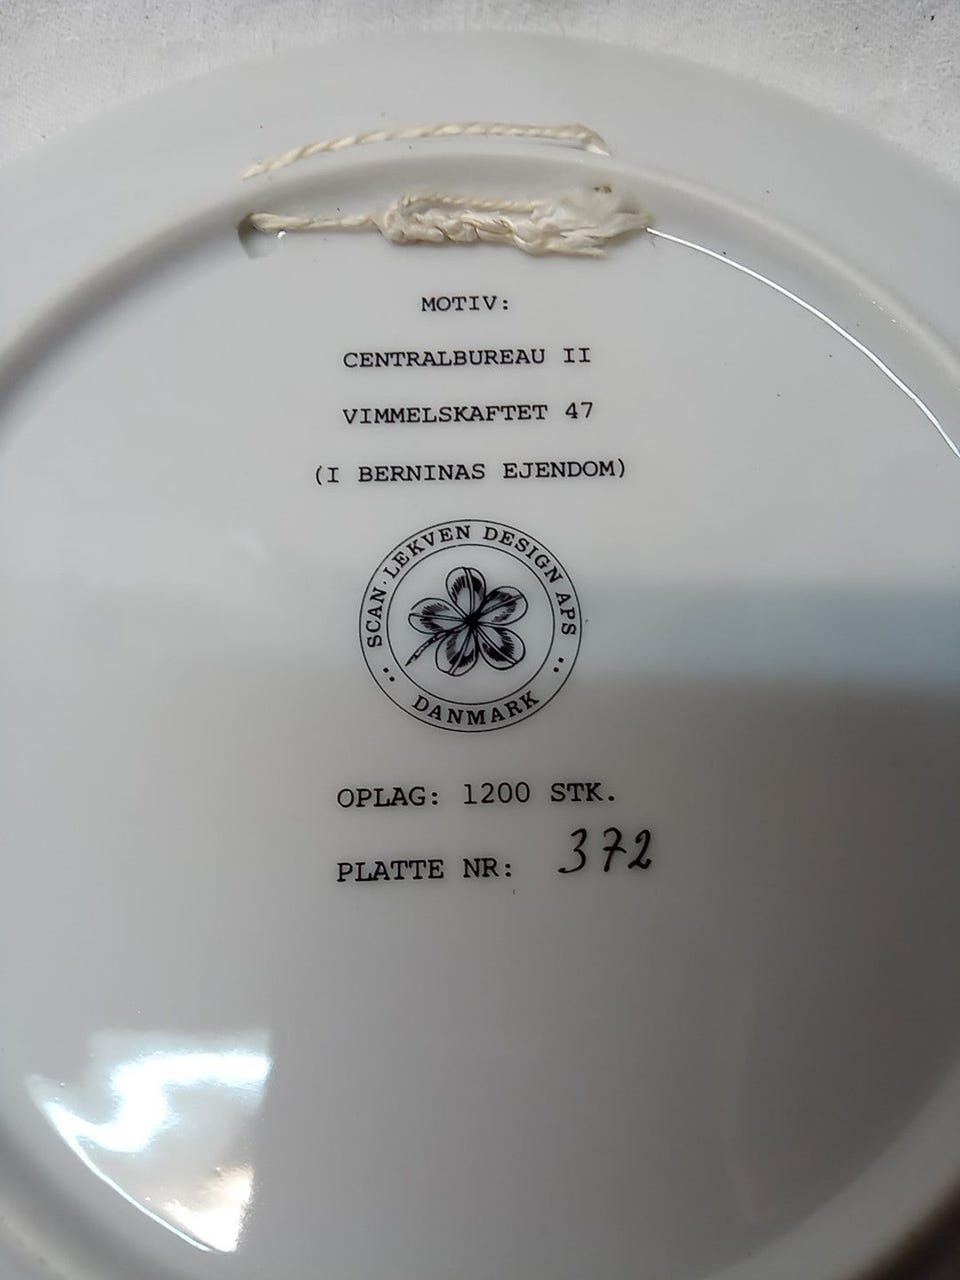 MOTIV:
CENTRALBUREAU II
VIMMELSKAFTET 47
(I BERNINAS EJENDOM)
SCAN·LEKVEN DESIGN APS
·· DANMARK ··
OPLAG: 1200 STK.
PLATTE NR: 372